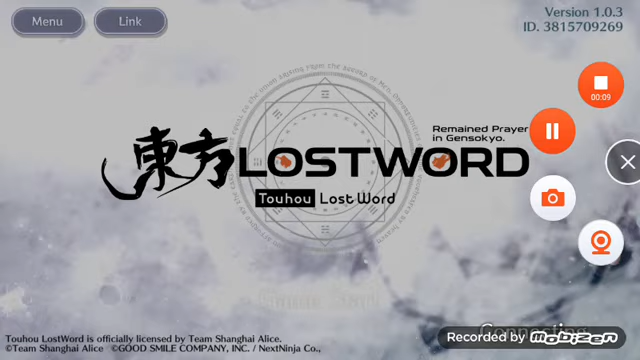 Menu
Link
Version 1.0.3
ID. 3815709269
00:09
Remained Prayer
in Gensokyo.
東方LOSTWORD
Touhou Lost Word
Connecting
Recorded by mobizen
Touhou LostWord is officially licensed by Team Shanghai Alice.
©Team Shanghai Alice ©GOOD SMILE COMPANY, INC. / NextNinja Co.,